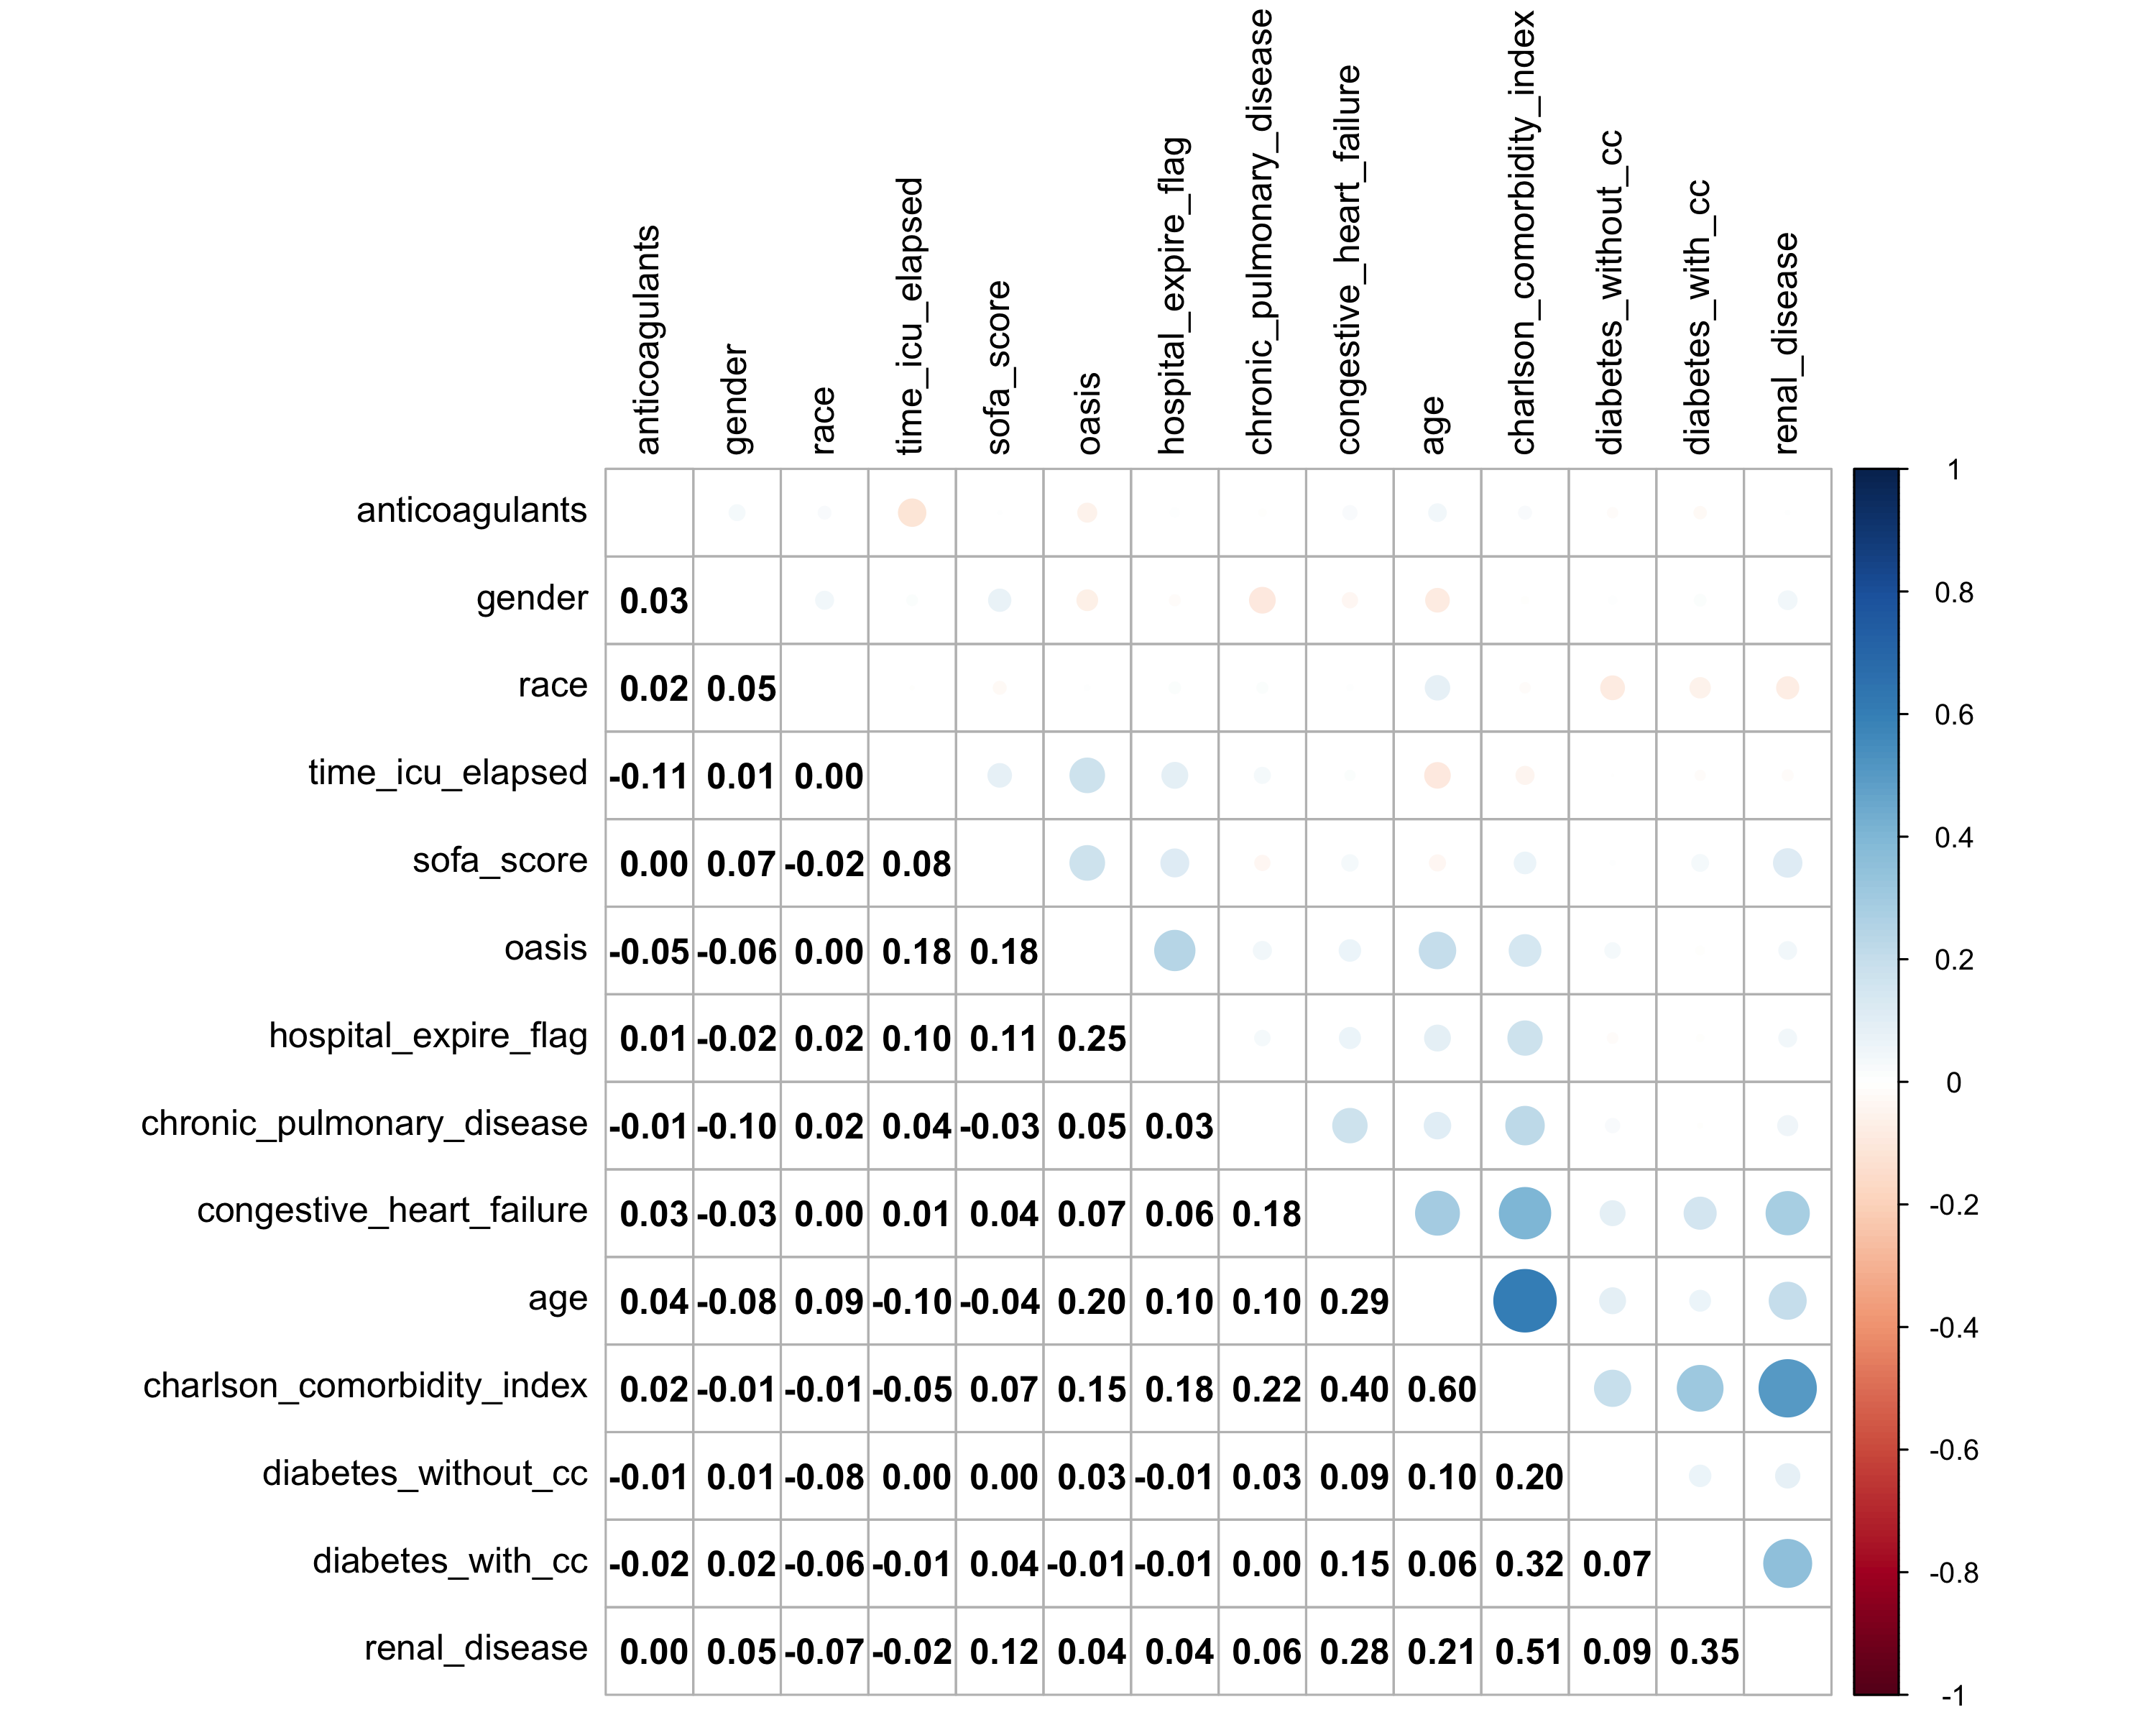 anticoagulants
gender
race
time_icu_elapsed
sofa_score
oasis
hospital_expire_flag
chronic_pulmonary_disease
congestive_heart_failure
age
charlson_comorbidity_index
diabetes_without_cc
diabetes_with_cc
renal_disease
anticoagulants
gender 0.03
race 0.02 0.05
time_icu_elapsed -0.11 0.01 0.00
sofa_score 0.00 0.07 -0.02 0.08
oasis -0.05 -0.06 0.00 0.18 0.18
hospital_expire_flag 0.01 -0.02 0.02 0.10 0.11 0.25
chronic_pulmonary_disease -0.01 -0.10 0.02 0.04 -0.03 0.05 0.03
congestive_heart_failure 0.03 -0.03 0.00 0.01 0.04 0.07 0.06 0.18
age 0.04 -0.08 0.09 -0.10 -0.04 0.20 0.10 0.10 0.29
charlson_comorbidity_index 0.02 -0.01 -0.01 -0.05 0.07 0.15 0.18 0.22 0.40 0.60
diabetes_without_cc -0.01 0.01 -0.08 0.00 0.00 0.03 -0.01 0.03 0.09 0.10 0.20
diabetes_with_cc -0.02 0.02 -0.06 -0.01 0.04 -0.01 -0.01 0.00 0.15 0.06 0.32 0.07
renal_disease 0.00 0.05 -0.07 -0.02 0.12 0.04 0.04 0.06 0.28 0.21 0.51 0.09 0.35
1
0.8
0.6
0.4
0.2
0
-0.2
-0.4
-0.6
-0.8
-1